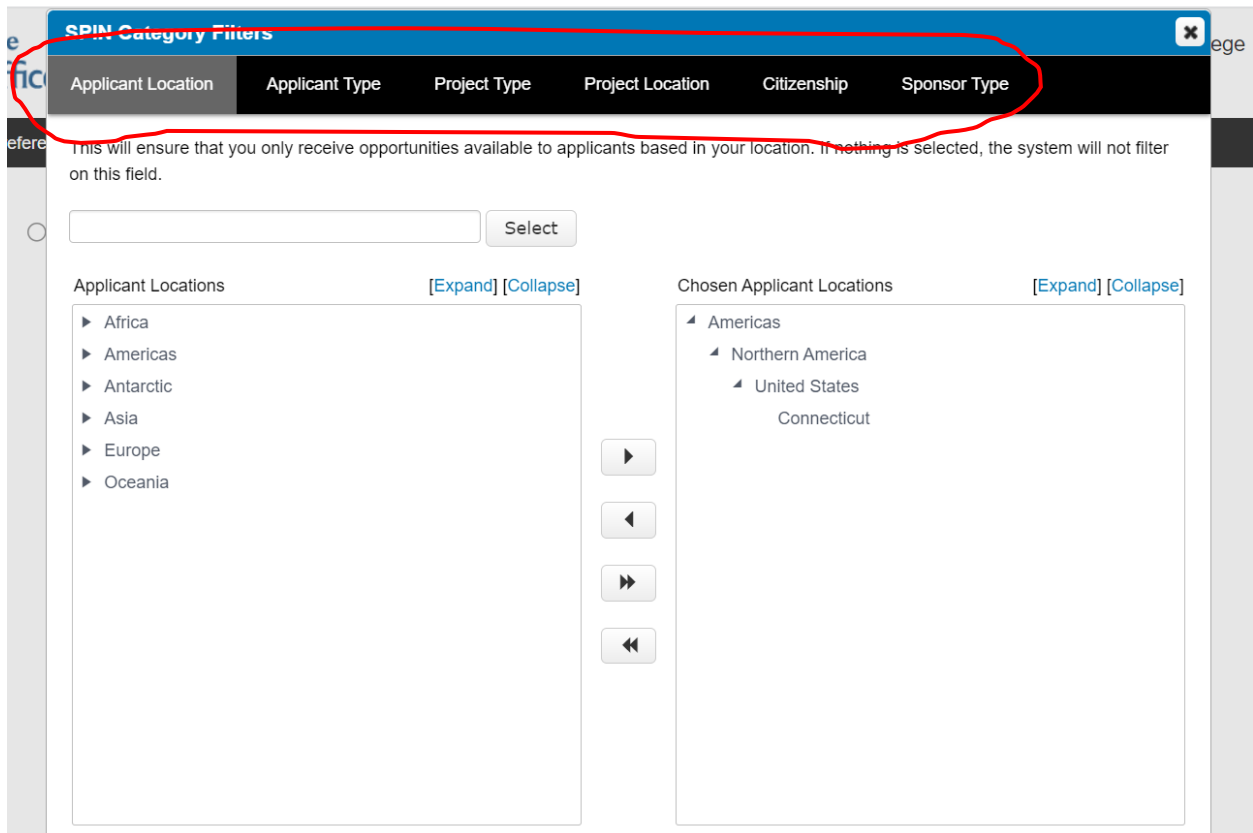 SPIN Category Filters
ege
e
ffic
Applicant Location Applicant Type Project Type Project Location Citizenship Sponsor Type
efere
This will ensure that you only receive opportunities available to applicants based in your location. If nothing is selected, the system will not filter
on this field.
Select
Applicant Locations [Expand] [Collapse] Chosen Applicant Locations [Expand] [Collapse]
Africa Americas
Americas Northern America
Antarctic United States
Asia Connecticut
Europe
Oceania